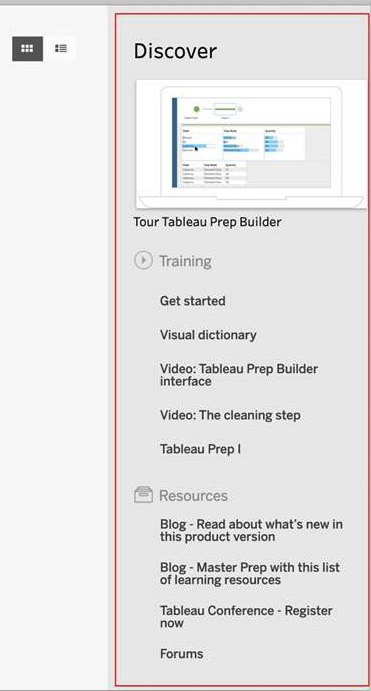 Discover
Tour Tableau Prep Builder
Training
Get started
Visual dictionary
Video: Tableau Prep Builder
interface
Video: The cleaning step
Tableau Prep I
Resources
Blog - Read about what's new in
this product version
Blog - Master Prep with this list
of learning resources
Tableau Conference - Register
now
Forums